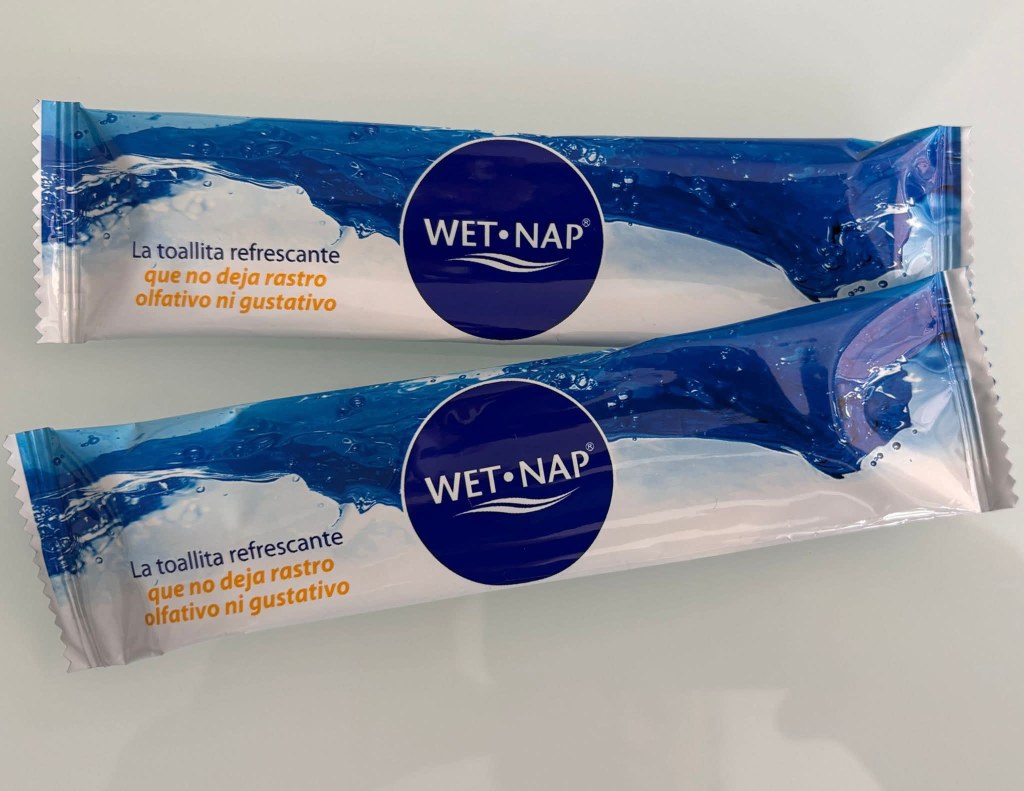 WET•NAP®
La toallita refrescante
que no deja rastro
olfativo ni gustativo
WET•NAP®
La toallita refrescante
que no deja rastro
olfativo ni gustativo